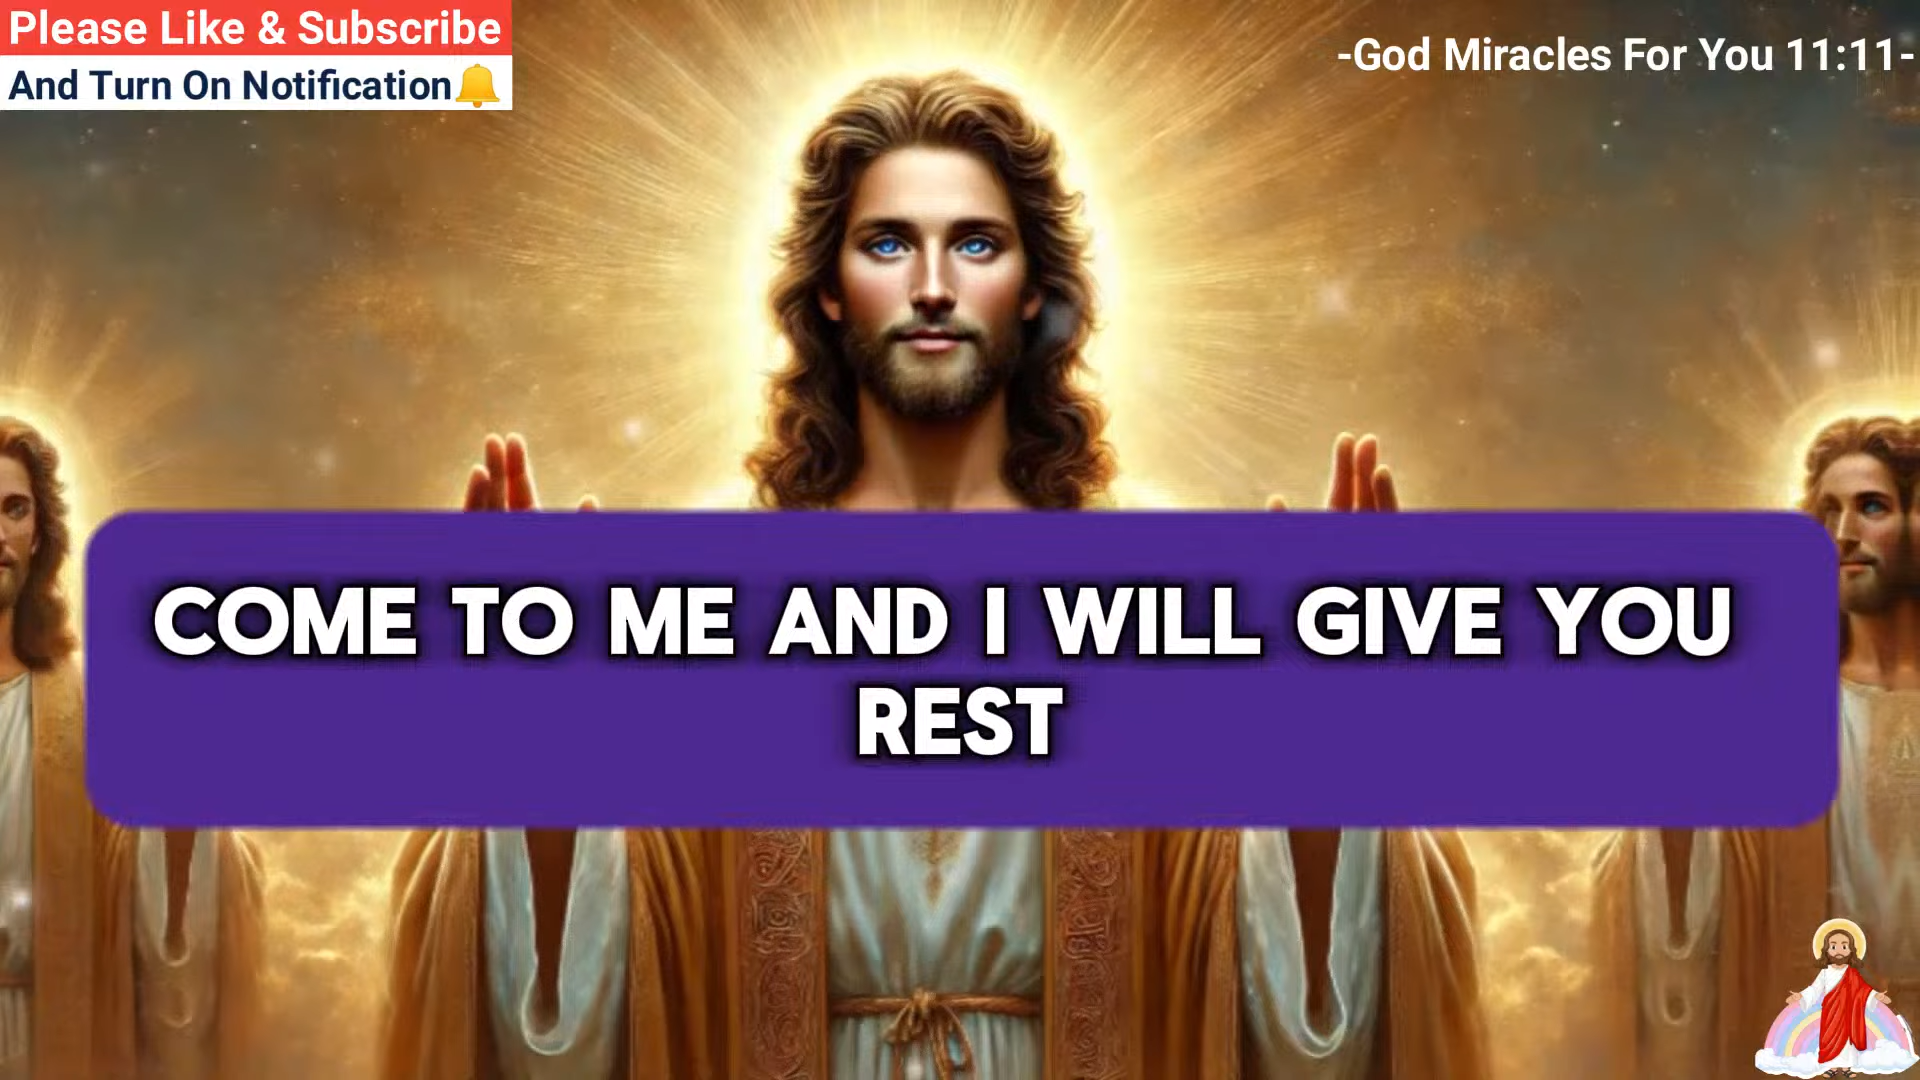 Please Like & Subscribe
And Turn On Notification🔔
-God Miracles For You 11:11-
COME TO ME AND I WILL GIVE YOU
REST